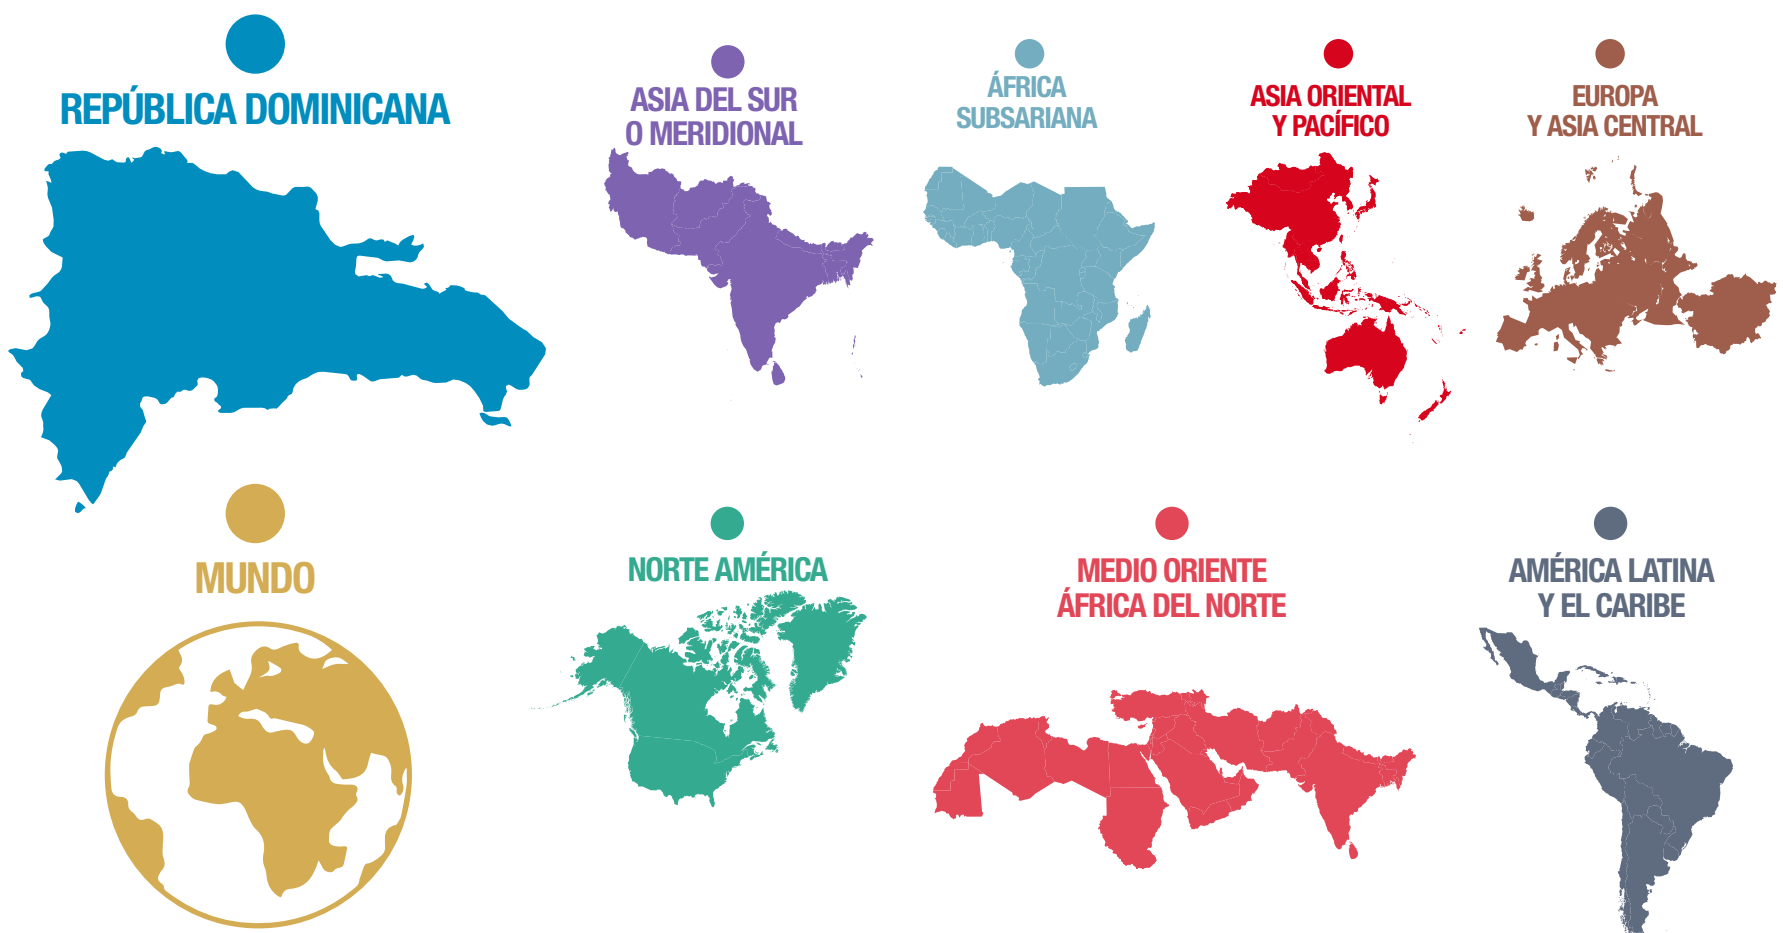 REPÚBLICA DOMINICANA
ASIA DEL SUR
O MERIDIONAL
ÁFRICA
SUBSARIANA
ASIA ORIENTAL
Y PACÍFICO
EUROPA
Y ASIA CENTRAL
MUNDO
NORTE AMÉRICA
MEDIO ORIENTE
ÁFRICA DEL NORTE
AMÉRICA LATINA
Y EL CARIBE